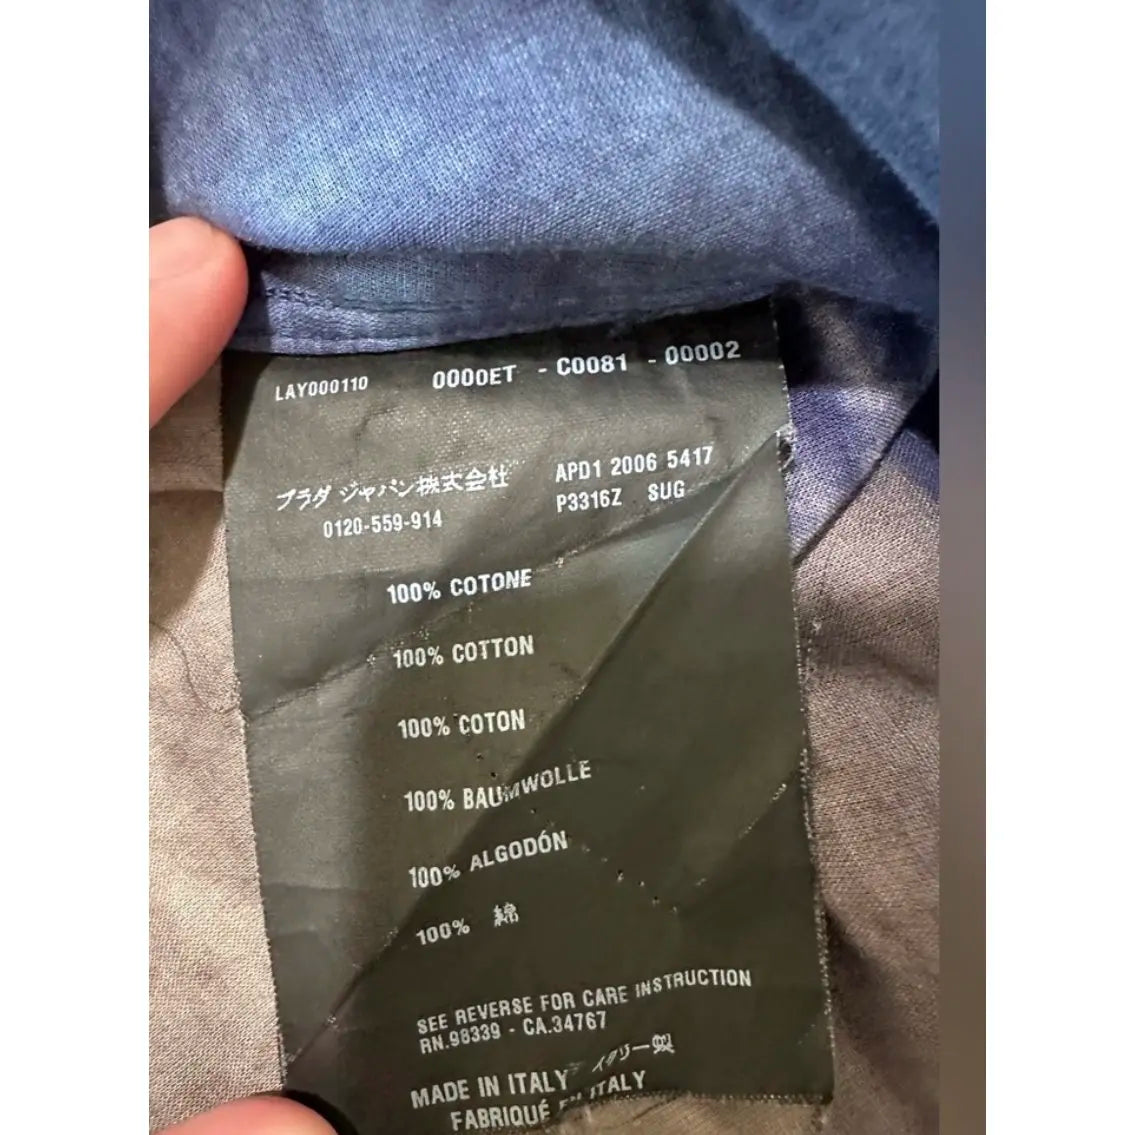 LAY000110 0000ET - C0081 - 00002
プラダ ジャパン株式会社 APD1 2006 5417
0120-559-914 P3316Z SUG
100% COTONE
100% COTTON
100% COTON
100% BAUMWOLLE
100% ALGODÓN
100% 綿
SEE REVERSE FOR CARE INSTRUCTION
RN.98339 - CA.34767
MADE IN ITALY イタリー製
FABRIQUÉ EN ITALY